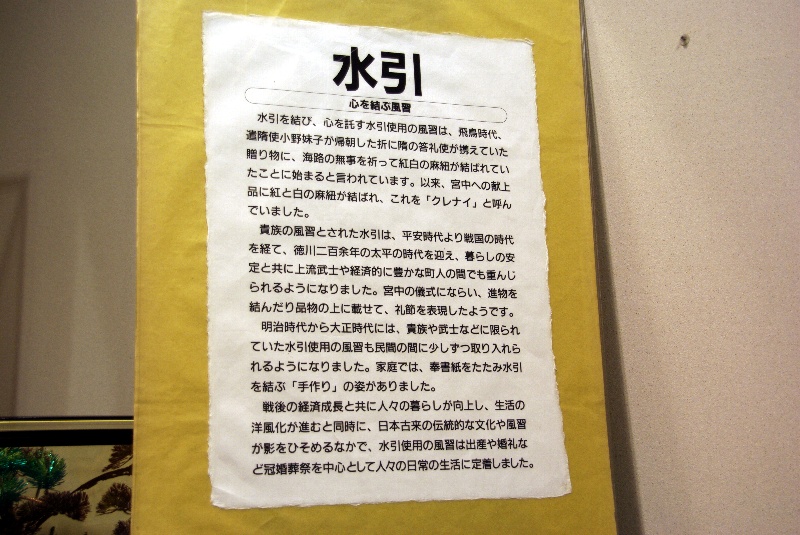 水引
心を結ぶ風習
水引を結び、心を託す水引使用の風習は、飛鳥時代、
遣隋使小野妹子が帰朝した折に隋の答礼使が携えていた
贈り物に、海路の無事を祈って紅白の麻紐が結ばれてい
たことに始まると言われています。以来、宮中への献上
品に紅と白の麻紐が結ばれ、これを「クレナイ」と呼ん
でいました。
貴族の風習とされた水引は、平安時代より戦国の時代
を経て、徳川二百余年の太平の時代を迎え、暮らしの安
定と共に上流武士や経済的に豊かな町人の間でも重んじ
られるようになりました。宮中の儀式にならい、進物を
結んだり品物の上に載せて、礼節を表現したようです。
明治時代から大正時代には、貴族や武士などに限られ
ていた水引使用の風習も民間の間に少しずつ取り入れら
れるようになりました。家庭では、奉書紙をたたみ水引
を結ぶ「手作り」の姿がありました。
戦後の経済成長と共に人々の暮らしが向上し、生活の
洋風化が進むと同時に、日本古来の伝統的な文化や風習
が影をひそめるなかで、水引使用の風習は出産や婚礼な
ど冠婚葬祭を中心として人々の日常の生活に定着しました。